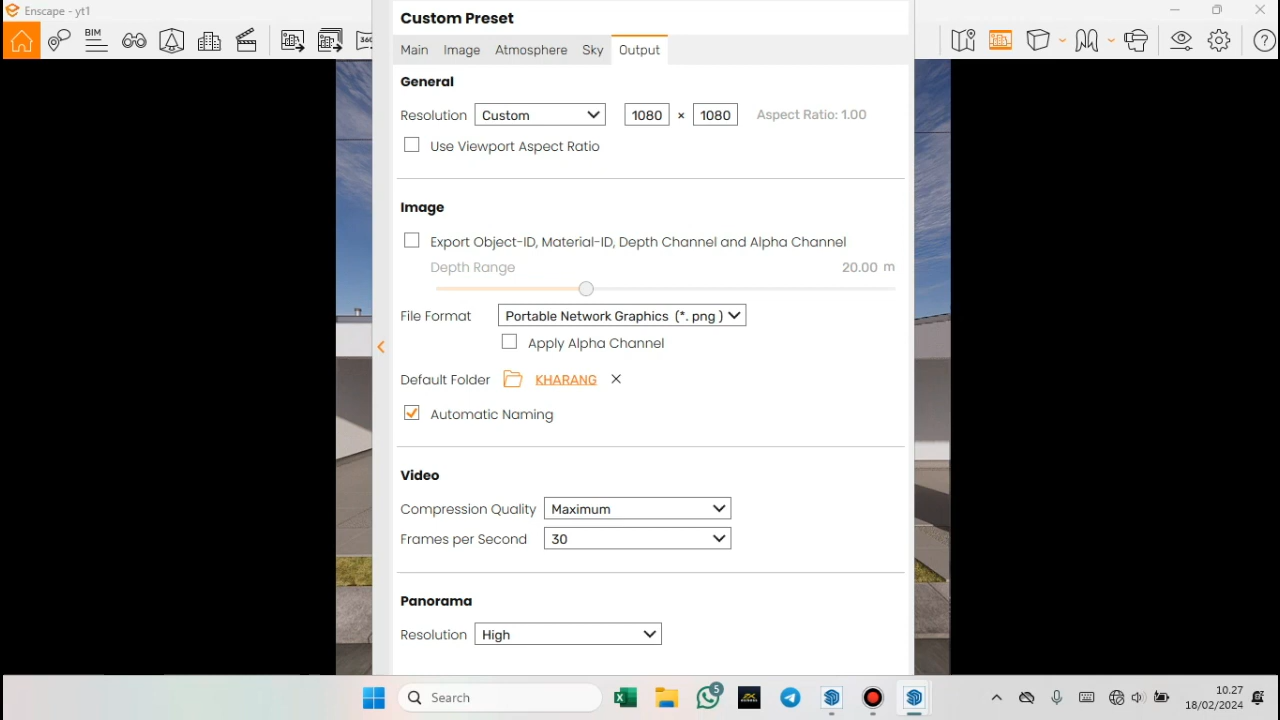 Enscape - yt1
BIM
360
Custom Preset
Main Image Atmosphere Sky Output
General
Resolution Custom 1080 × 1080 Aspect Ratio: 1.00
Use Viewport Aspect Ratio
Image
Export Object-ID, Material-ID, Depth Channel and Alpha Channel
Depth Range 20.00 m
File Format Portable Network Graphics (*. png )
Apply Alpha Channel
Default Folder KHARANG
Automatic Naming
Video
Compression Quality Maximum
Frames per Second 30
Panorama
Resolution High
Search
5
10.27
18/02/2024